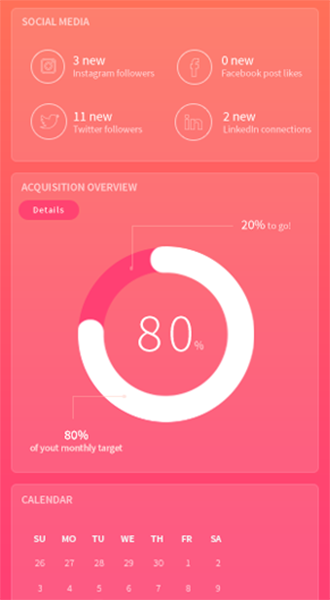 SOCIAL MEDIA
3 new
Instagram followers
0 new
Facebook post likes
11 new
Twitter followers
2 new
LinkedIn connections
ACQUISITION OVERVIEW
Details
20% to go!
80%
80%
of yout monthly target
CALENDAR
SU MO TU WE TH FR SA
26 27 28 29 30 1 2
3 4 5 6 7 8 9